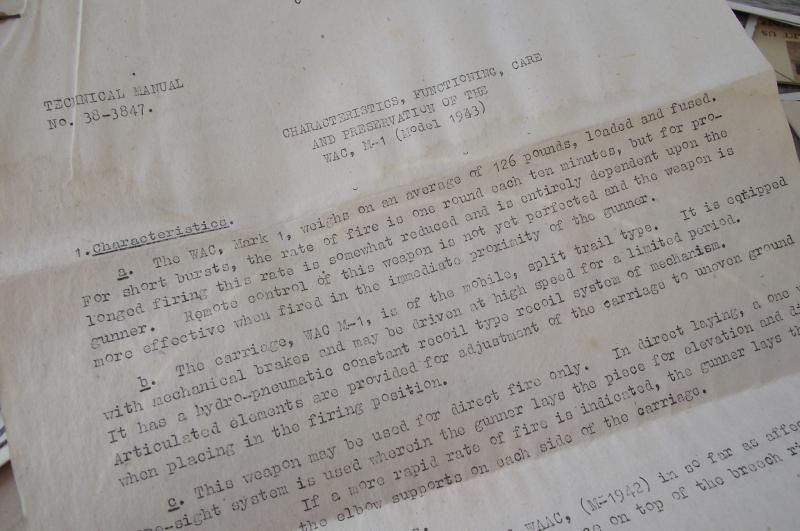 TECHNICAL MANUAL
No. 38-3847.
CHARACTERISTICS, FUNCTIONING, CARE
AND PRESERVATION OF THE
WAC, M-1 (Model 1943)
1. Characteristics.
a. The WAC, Mark 1, weighs on an average of 126 pounds, loaded and fused.
For short bursts, the rate of fire is one round each ten minutes, but for pro-
longed firing this rate is somewhat reduced and is entirely dependent upon the
gunner. Remote control of this weapon is not yet perfected and the weapon is
more effective when fired in the immediate proximity of the gunner.
b. The carriage, WAC M-1, is of the mobile, split trail type. It is eqtipped
with mechanical brakes and may be driven at high speed for a limited period.
It has a hydro-pneumatic constant recoil type recoil system of mechanism.
Articulated elements are provided for adjustment of the carriage to uneven ground
when placing in the firing position.
c. This weapon may be used for direct fire only. In direct laying, a one
-sight system is used wherein the gunner lays the piece for elevation and
If a more rapid rate of fire is indicated, the gunner lays
the elbow supports on each side of the carriage.
WAAC, (M-1942) in so far as
on top of the breech